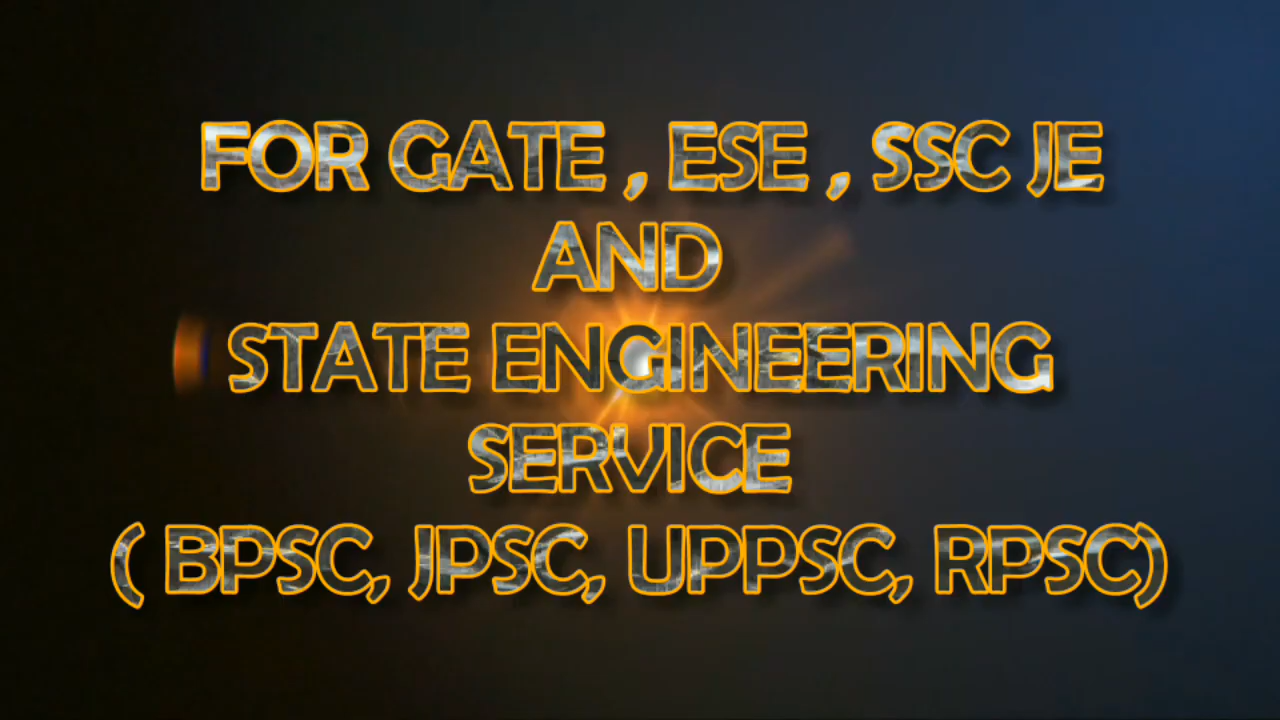 FOR GATE , ESE , SSC JE
AND
STATE ENGINEERING
SERVICE
( BPSC, JPSC, UPPSC, RPSC)